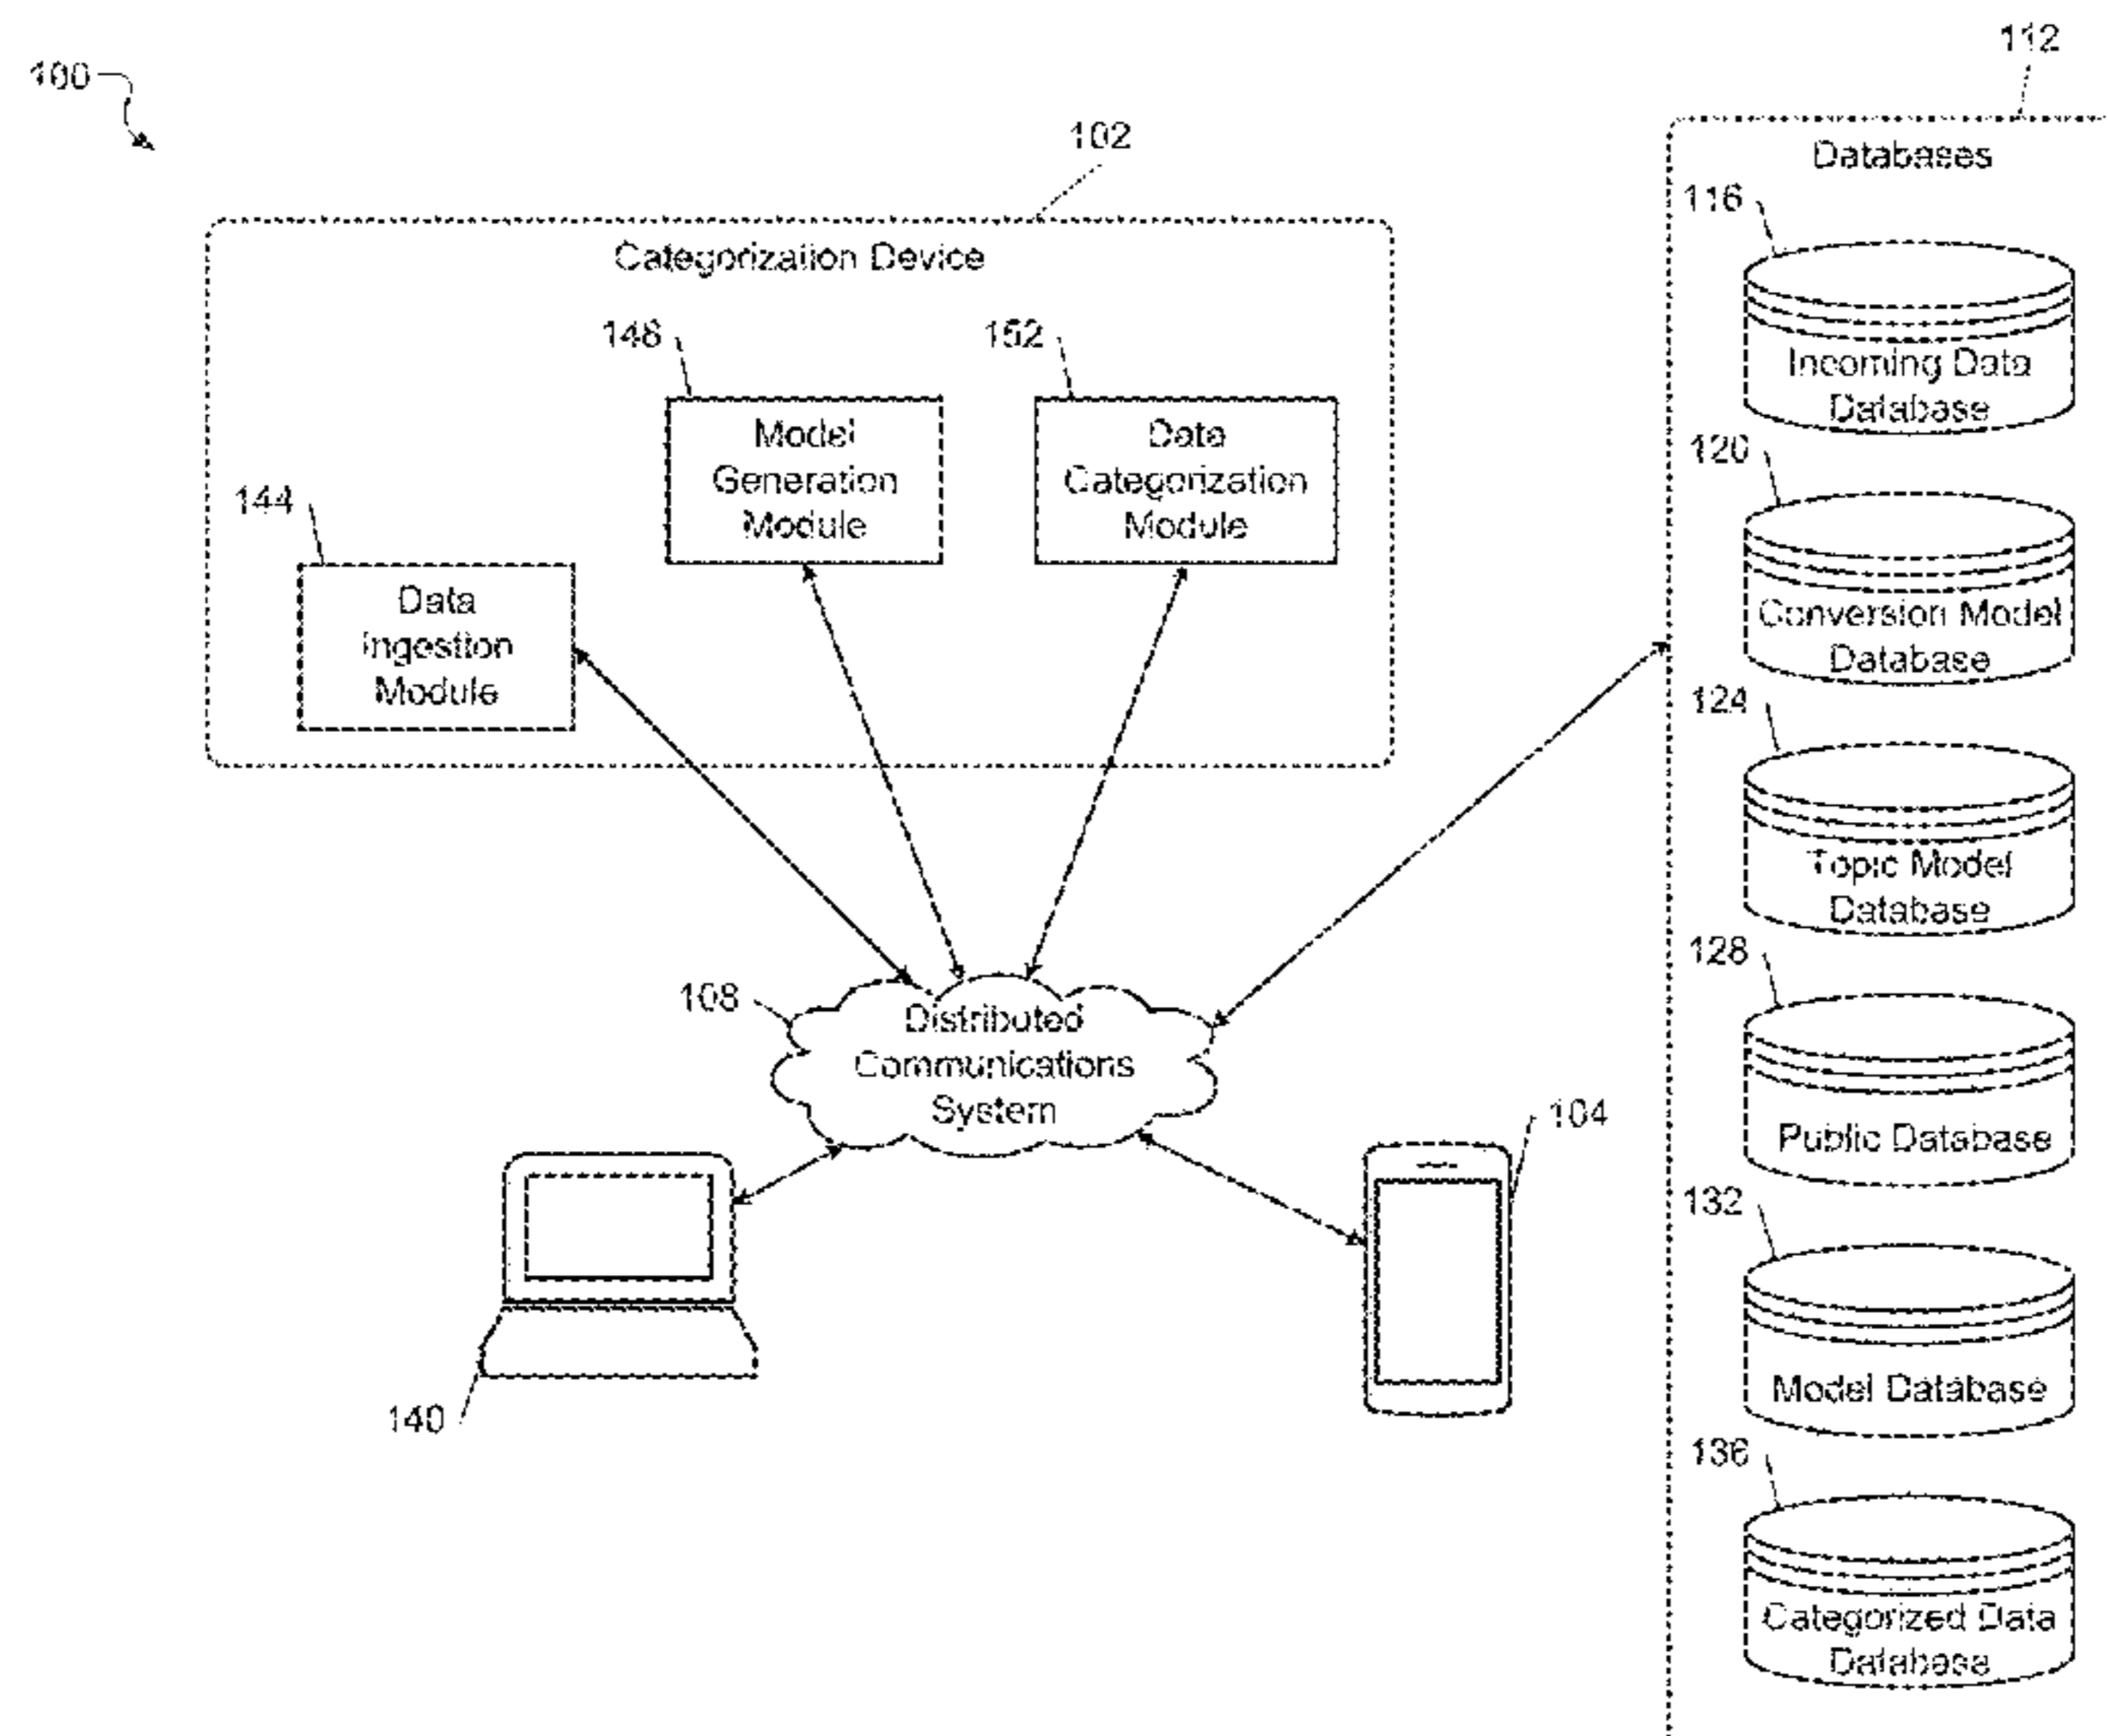 100
112
102
Databases
116
Categorization Device
148
152
Incoming Data
Database
Model
Generation
Module
Data
Categorization
Module
120
144
Data
Ingestion
Module
Conversion Model
Database
124
Topic Model
Database
128
108
Distributed
Communications
System
104
Public Database
132
140
Model Database
136
Categorized Data
Database